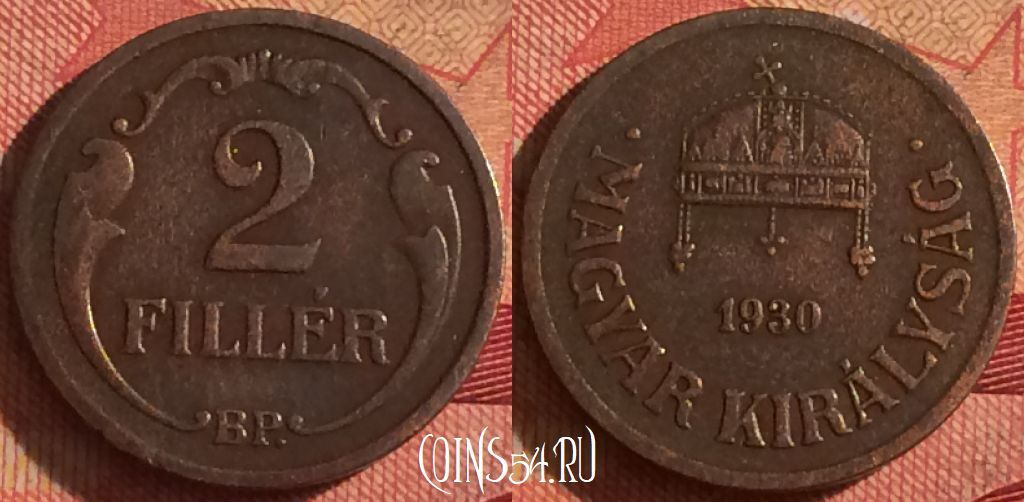 2
FILLÉR
BP.
1930
· MAGYAR KIRÁLYSÁG ·
COINS54.RU